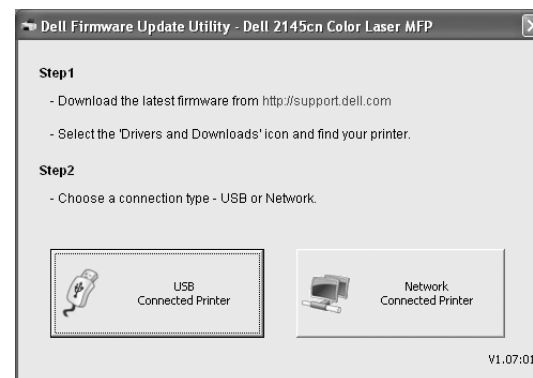 Dell Firmware Update Utility - Dell 2145cn Color Laser MFP
Step1
- Download the latest firmware from http://support.dell.com
- Select the 'Drivers and Downloads' icon and find your printer.
Step2
- Choose a connection type - USB or Network.
USB
Connected Printer
Network
Connected Printer
V1.07:01